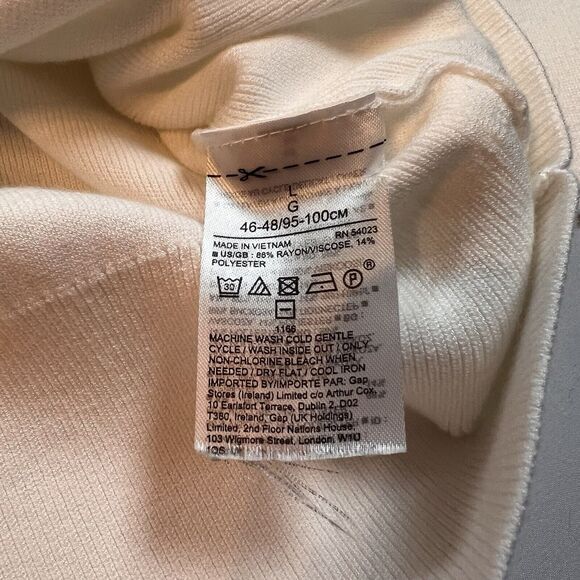 L
G
46-48/95-100CM
MADE IN VIETNAM RN 54023
■ US/GB : 86% RAYON/VISCOSE, 14%
POLYESTER
30 P ®
1166
MACHINE WASH COLD GENTLE
CYCLE / WASH INSIDE OUT / ONLY
NON-CHLORINE BLEACH WHEN
NEEDED / DRY FLAT / COOL IRON
IMPORTED BY/IMPORTE PAR: Gap
Stores (Ireland) Limited c/o Arthur Cox,
10 Earlsfort Terrace, Dublin 2, D02
T380, Ireland, Gap (UK Holdings)
Limited, 2nd Floor Nations House,
103 Wigmore Street, London, W1U
1QS, UK